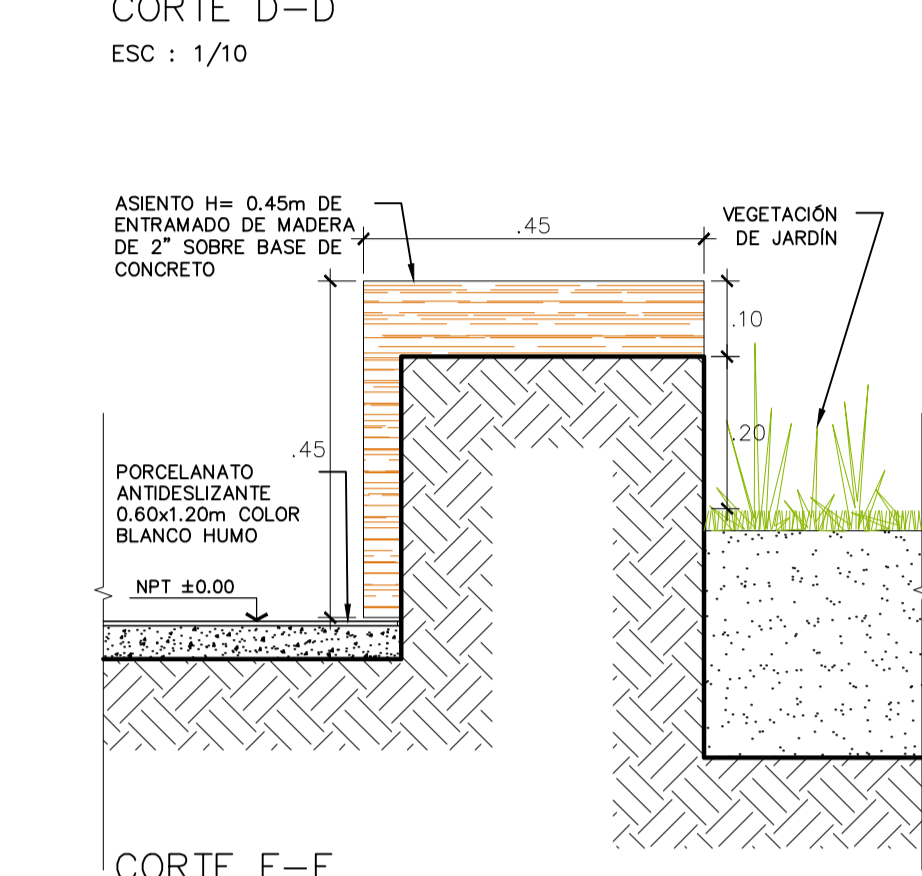 CORTE D-D
ESC : 1/10
ASIENTO H= 0.45m DE
ENTRAMADO DE MADERA
DE 2" SOBRE BASE DE
CONCRETO
.45
VEGETACIÓN
DE JARDÍN
.10
.20
.45
PORCELANATO
ANTIDESLIZANTE
0.60x1.20m COLOR
BLANCO HUMO
NPT ±0.00